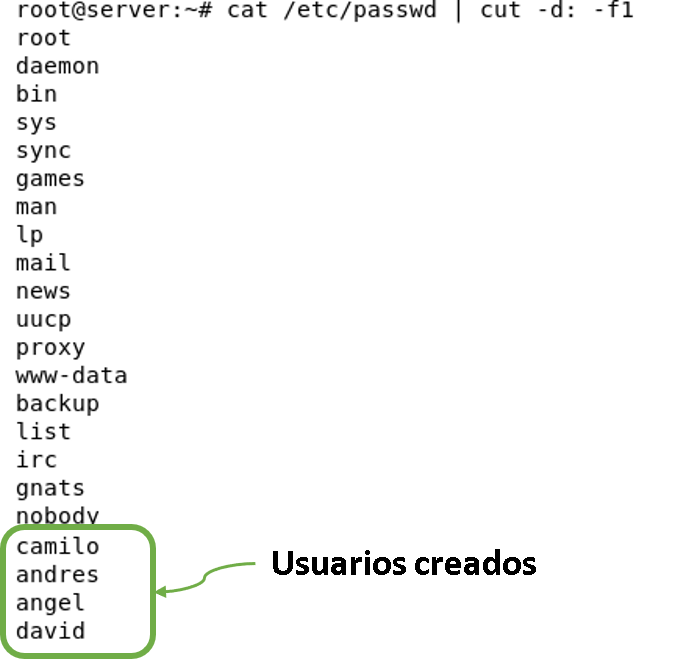 root@server:~# cat /etc/passwd | cut -d: -f1
root
daemon
bin
sys
sync
games
man
lp
mail
news
uucp
proxy
www-data
backup
list
irc
gnats
nobody
camilo
andres
angel
david
Usuarios creados